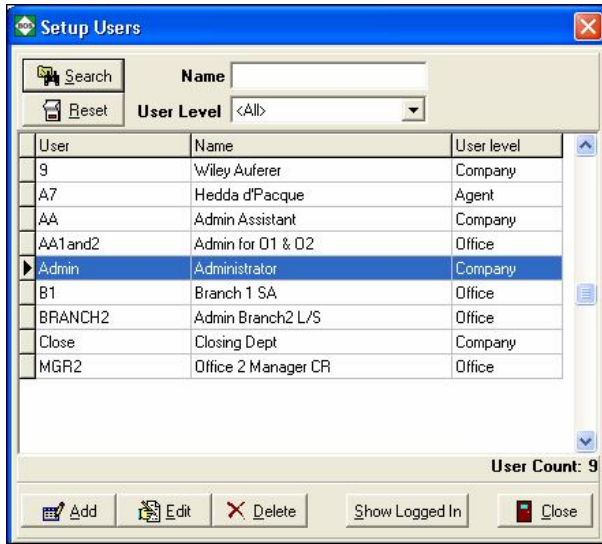 BOS Setup Users
Search Name
Reset User Level <All>
User Name User level
9 Wiley Auferer Company
A7 Hedda d'Pacque Agent
AA Admin Assistant Company
AA1and2 Admin for O1 & O2 Office
Admin Administrator Company
B1 Branch 1 SA Office
BRANCH2 Admin Branch2 L/S Office
Close Closing Dept Company
MGR2 Office 2 Manager CR Office
User Count: 9
Add Edit Delete Show Logged In Close